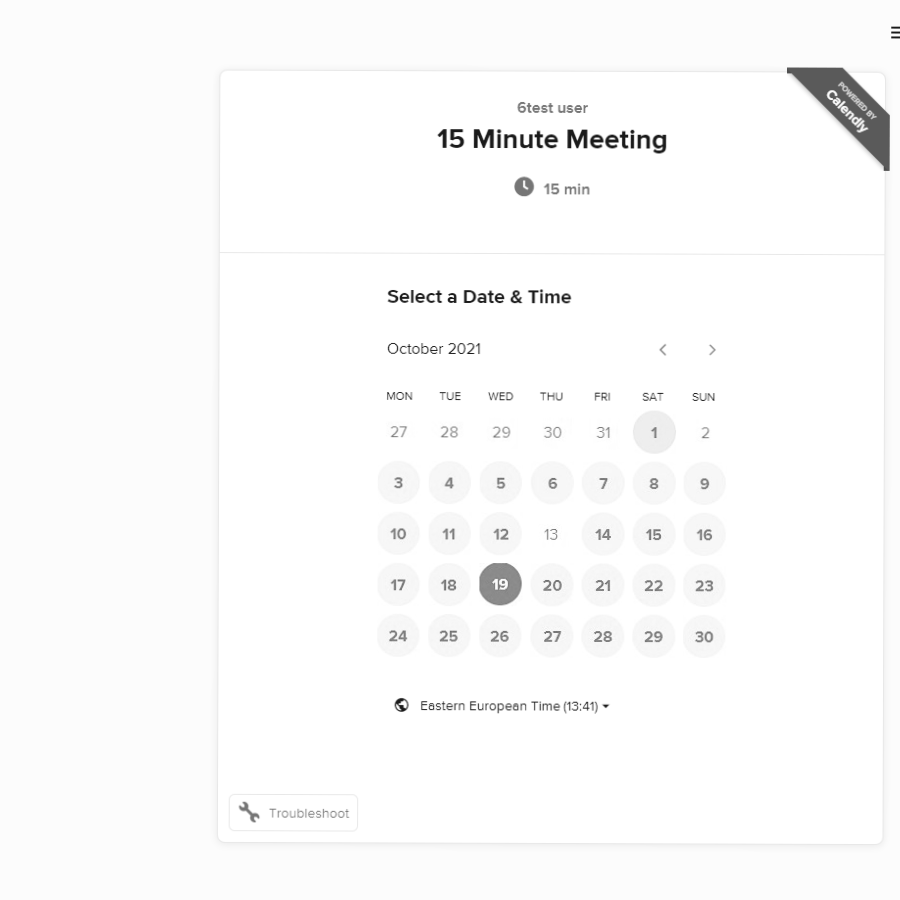 POWERED BY
Calendly
6test user
15 Minute Meeting
15 min
Select a Date & Time
October 2021
MON TUE WED THU FRI SAT SUN
27 28 29 30 31 1 2
3 4 5 6 7 8 9
10 11 12 13 14 15 16
17 18 19 20 21 22 23
24 25 26 27 28 29 30
Eastern European Time (13:41)
Troubleshoot